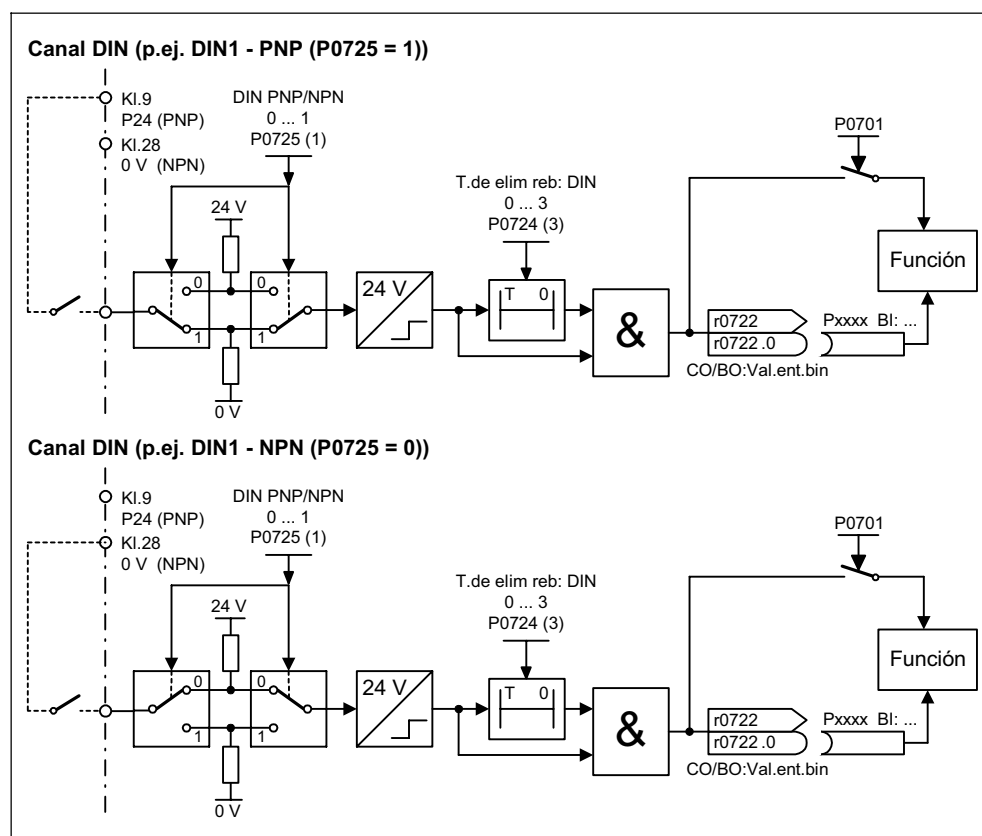 Canal DIN (p.ej. DIN1 - PNP (P0725 = 1))
Kl.9
P24 (PNP)
Kl.28
0 V (NPN)
DIN PNP/NPN
0 ... 1
P0725 (1)
24 V
0
0
1
1
0 V
24 V
T.de elim reb: DIN
0 ... 3
P0724 (3)
T 0
&
P0701
Función
r0722
r0722 .0
CO/BO:Val.ent.bin
Pxxxx BI: ...
Canal DIN (p.ej. DIN1 - NPN (P0725 = 0))
Kl.9
P24 (PNP)
Kl.28
0 V (NPN)
DIN PNP/NPN
0 ... 1
P0725 (1)
24 V
0
0
1
1
0 V
24 V
T.de elim reb: DIN
0 ... 3
P0724 (3)
T 0
&
P0701
Función
r0722
r0722 .0
CO/BO:Val.ent.bin
Pxxxx BI: ...